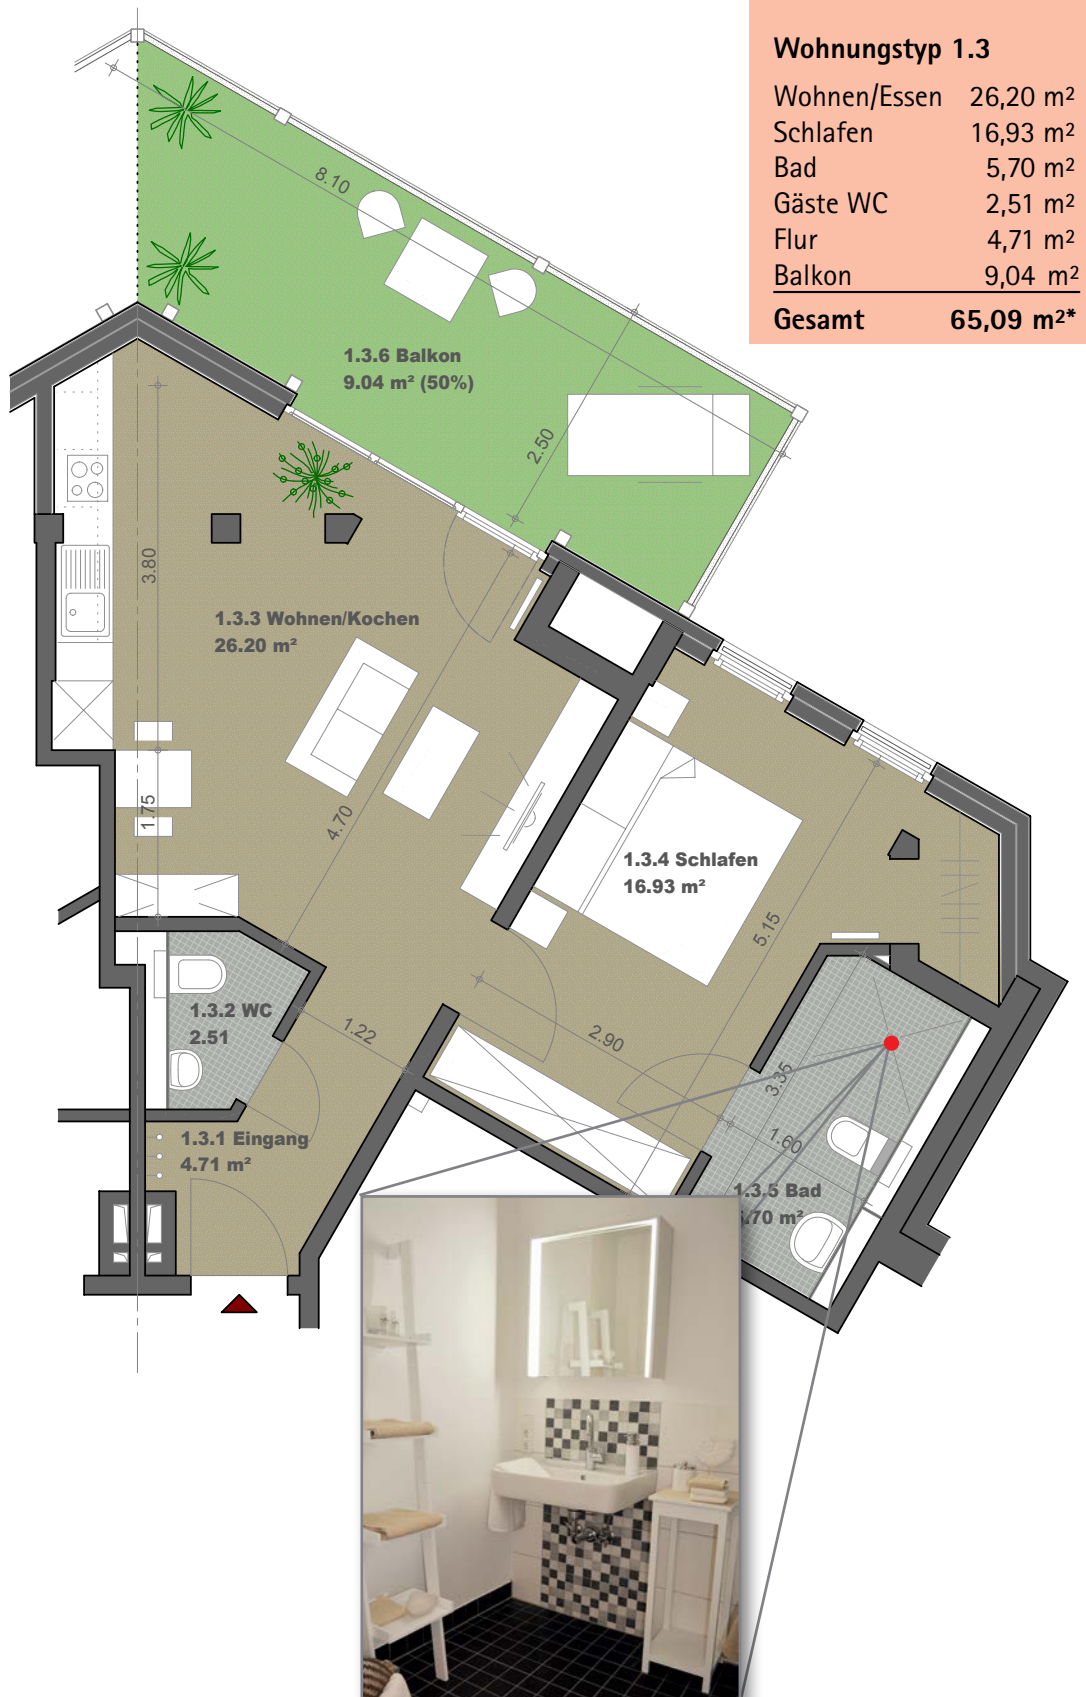 Wohnungstyp 1.3
Wohnen/Essen 26,20 m²
Schlafen 16,93 m²
Bad 5,70 m²
Gäste WC 2,51 m²
Flur 4,71 m²
Balkon 9,04 m²
Gesamt 65,09 m²*
8.10
1.3.6 Balkon
9.04 m² (50%)
2.50
3.80
1.3.3 Wohnen/Kochen
26.20 m²
1.75
4.70
1.3.4 Schlafen
16.93 m²
5.15
1.3.2 WC
2.51
1.22
2.90
3.35
1.60
1.3.1 Eingang
4.71 m²
1.3.5 Bad
.70 m²